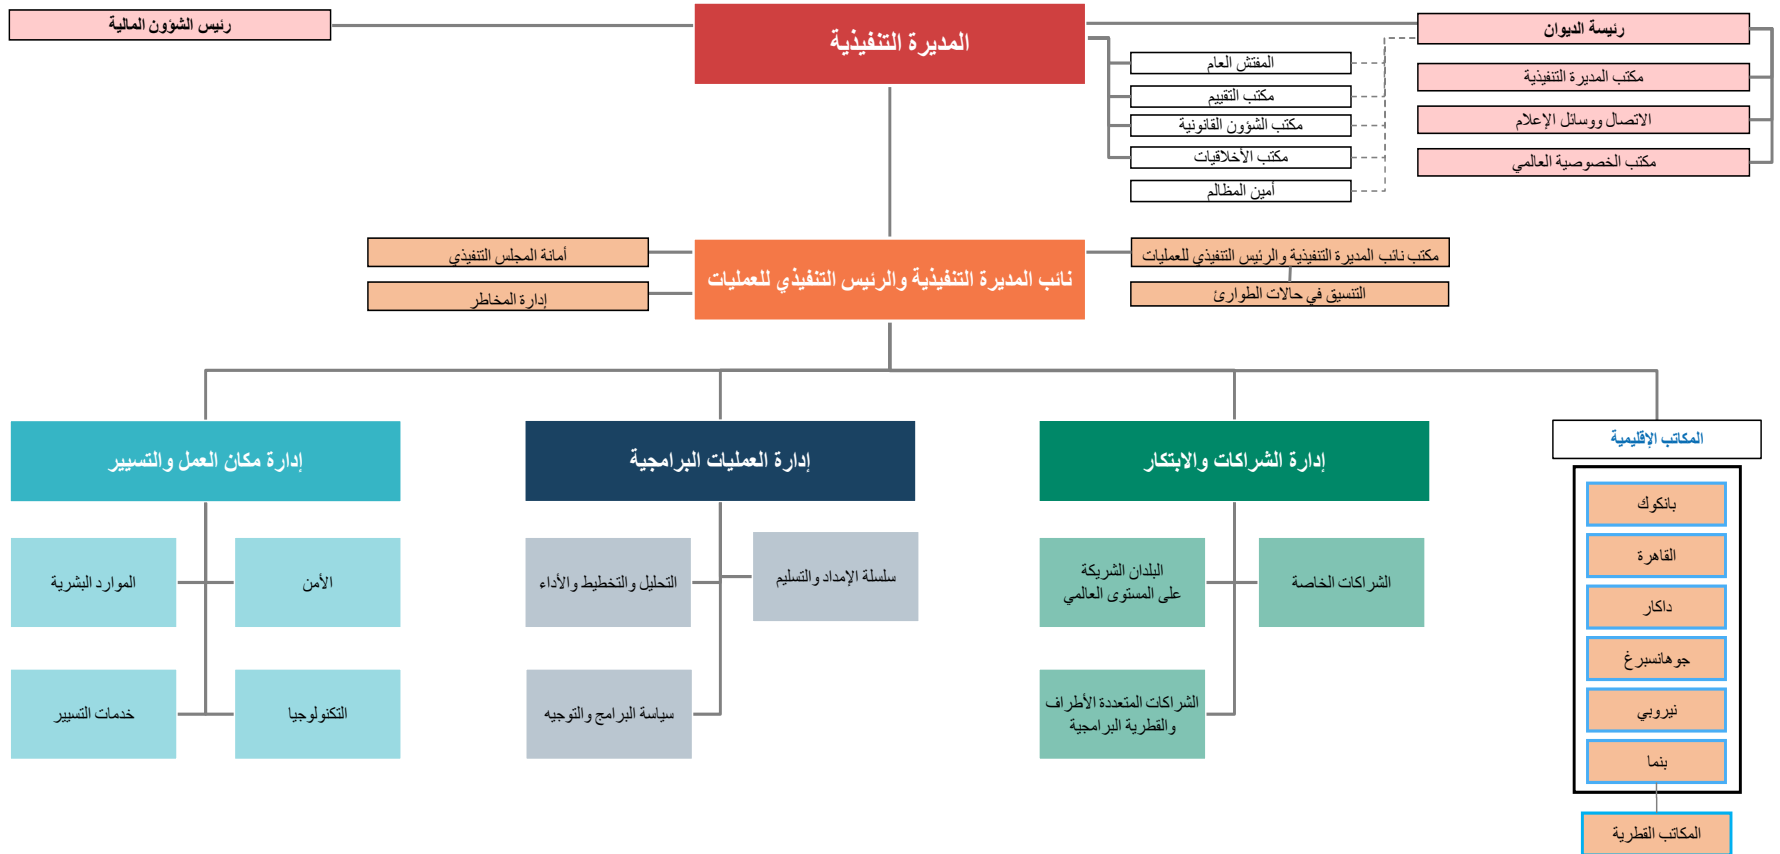 المديرة التنفيذية
رئيسة الديوان
رئيس الشؤون المالية
مكتب المديرة التنفيذية
الاتصال ووسائل الإعلام
مكتب الخصوصية العالمي
المفتش العام
مكتب التقييم
مكتب الشؤون القانونية
مكتب الأخلاقيات
أمين المظالم
نائب المديرة التنفيذية والرئيس التنفيذي للعمليات
مكتب نائب المديرة التنفيذية والرئيس التنفيذي للعمليات
التنسيق في حالات الطوارئ
أمانة المجلس التنفيذي
إدارة المخاطر
المكاتب الإقليمية
بانكوك
القاهرة
داكار
جوهانسبرغ
نيروبي
بنما
المكاتب القطرية
إدارة الشراكات والابتكار
الشراكات الخاصة
البلدان الشريكة
على المستوى العالمي
الشراكات المتعددة الأطراف
والقطرية البرامجية
إدارة العمليات البرامجية
سلسلة الإمداد والتسليم
التحليل والتخطيط والأداء
سياسة البرامج والتوجيه
إدارة مكان العمل والتسيير
الأمن
الموارد البشرية
التكنولوجيا
خدمات التسيير